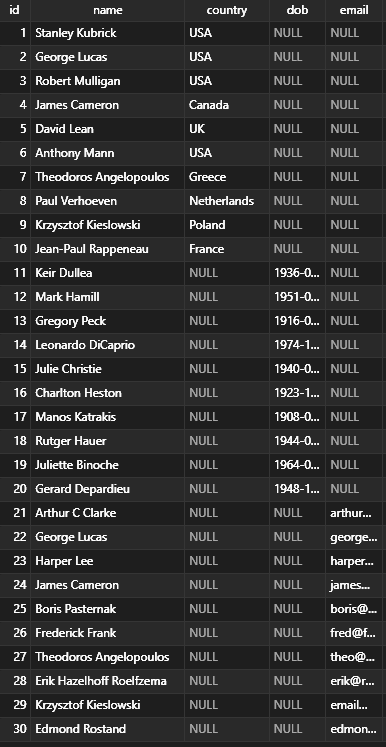 id name country dob email
1 Stanley Kubrick USA NULL NULL
2 George Lucas USA NULL NULL
3 Robert Mulligan USA NULL NULL
4 James Cameron Canada NULL NULL
5 David Lean UK NULL NULL
6 Anthony Mann USA NULL NULL
7 Theodoros Angelopoulos Greece NULL NULL
8 Paul Verhoeven Netherlands NULL NULL
9 Krzysztof Kieslowski Poland NULL NULL
10 Jean-Paul Rappeneau France NULL NULL
11 Keir Dullea NULL 1936-0... NULL
12 Mark Hamill NULL 1951-0... NULL
13 Gregory Peck NULL 1916-0... NULL
14 Leonardo DiCaprio NULL 1974-1... NULL
15 Julie Christie NULL 1940-0... NULL
16 Charlton Heston NULL 1923-1... NULL
17 Manos Katrakis NULL 1908-0... NULL
18 Rutger Hauer NULL 1944-0... NULL
19 Juliette Binoche NULL 1964-0... NULL
20 Gerard Depardieu NULL 1948-1... NULL
21 Arthur C Clarke NULL NULL arthur...
22 George Lucas NULL NULL george...
23 Harper Lee NULL NULL harper...
24 James Cameron NULL NULL james...
25 Boris Pasternak NULL NULL boris@...
26 Frederick Frank NULL NULL fred@f...
27 Theodoros Angelopoulos NULL NULL theo@...
28 Erik Hazelhoff Roelfzema NULL NULL erik@r...
29 Krzysztof Kieslowski NULL NULL email...
30 Edmond Rostand NULL NULL edmon...